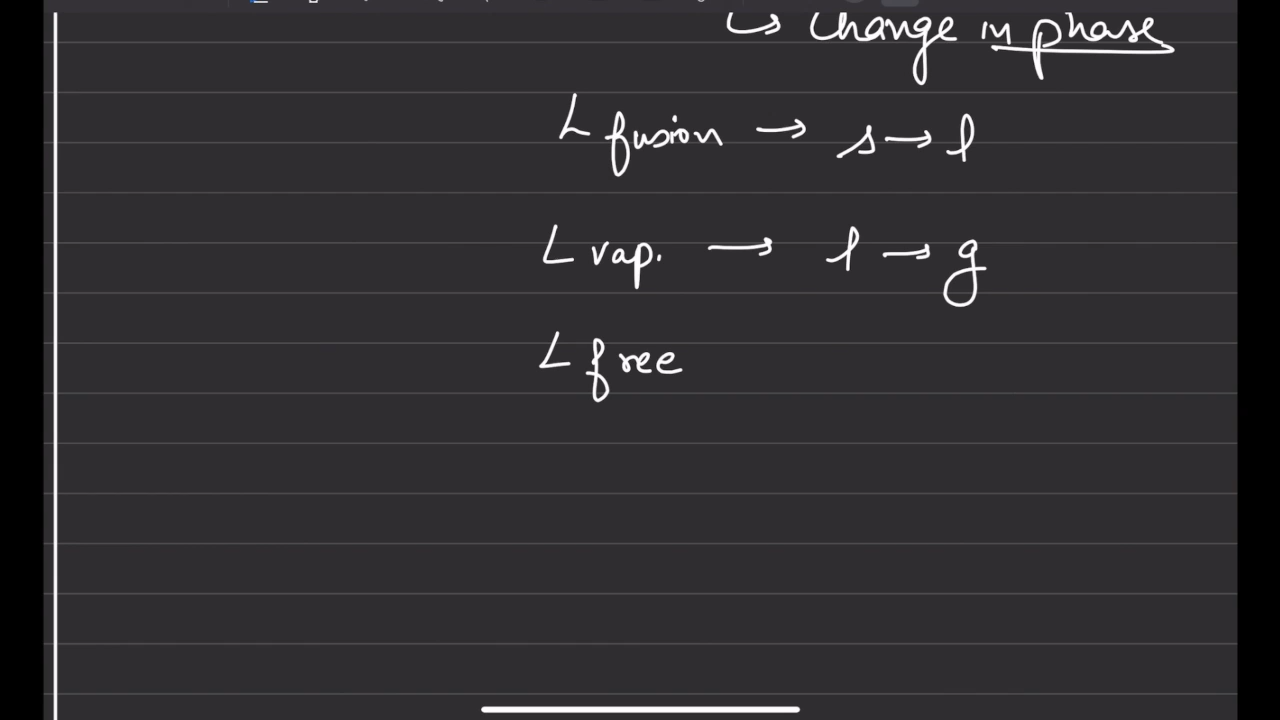 ↳ Change in phase
L fusion → s → l
L vap. → l → g
L free